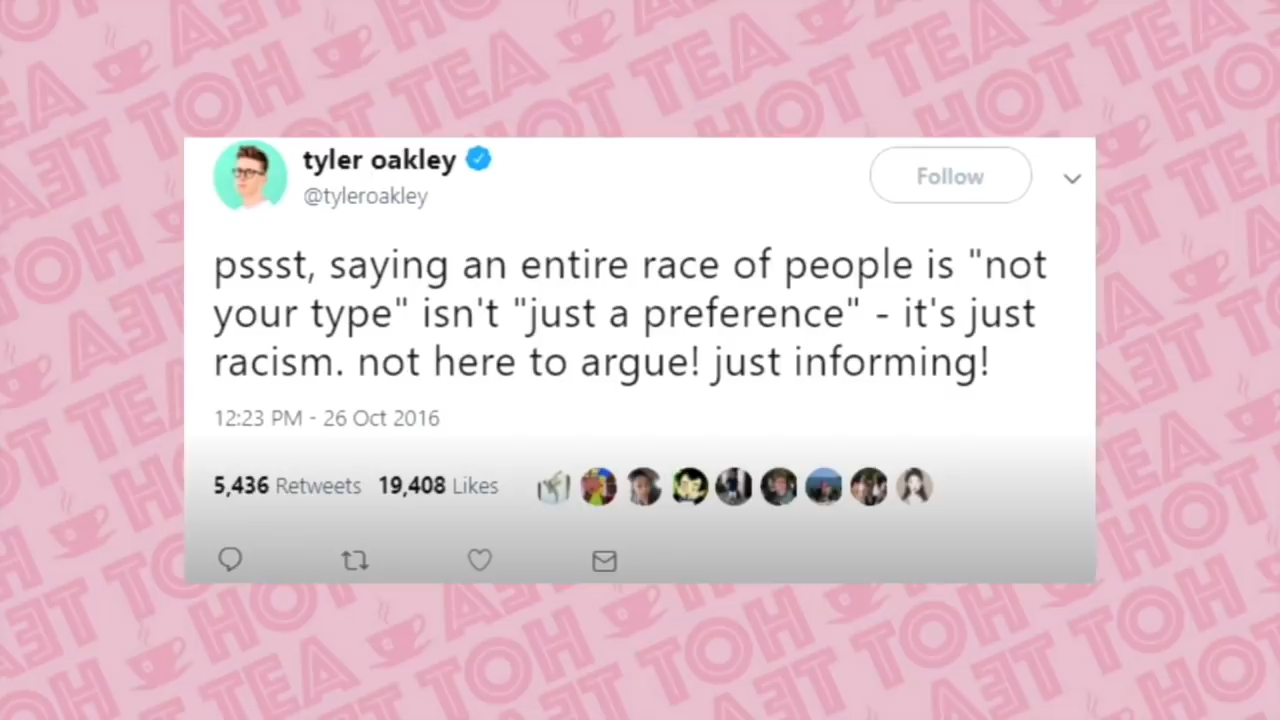 tyler oakley
@tyleroakley
Follow
pssst, saying an entire race of people is "not
your type" isn't "just a preference" - it's just
racism. not here to argue! just informing!
12:23 PM - 26 Oct 2016
5,436 Retweets 19,408 Likes
HOT TEA